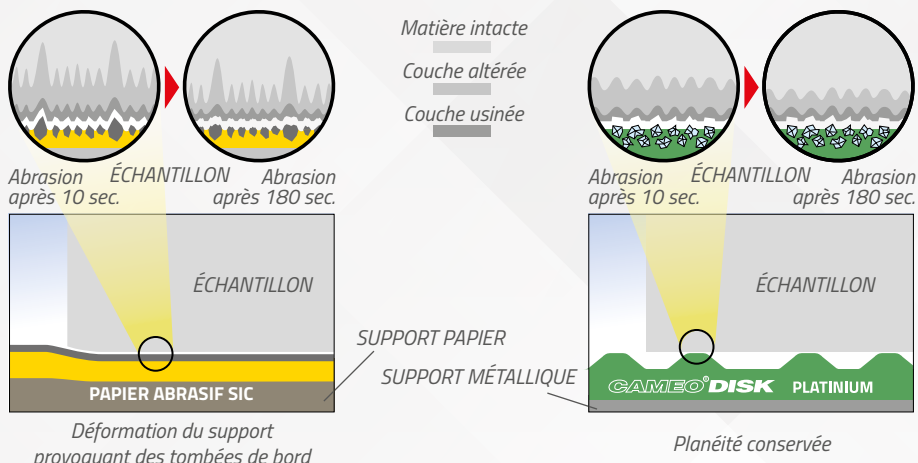 Matière intacte
Couche altérée
Couche usinée
Abrasion
après 10 sec.
ÉCHANTILLON
Abrasion
après 180 sec.
ÉCHANTILLON
PAPIER ABRASIF SIC
Déformation du support
provoquant des tombées de bord
SUPPORT PAPIER
SUPPORT MÉTALLIQUE
Abrasion
après 10 sec.
ÉCHANTILLON
Abrasion
après 180 sec.
ÉCHANTILLON
CAMEO® DISK PLATINIUM
Planéité conservée